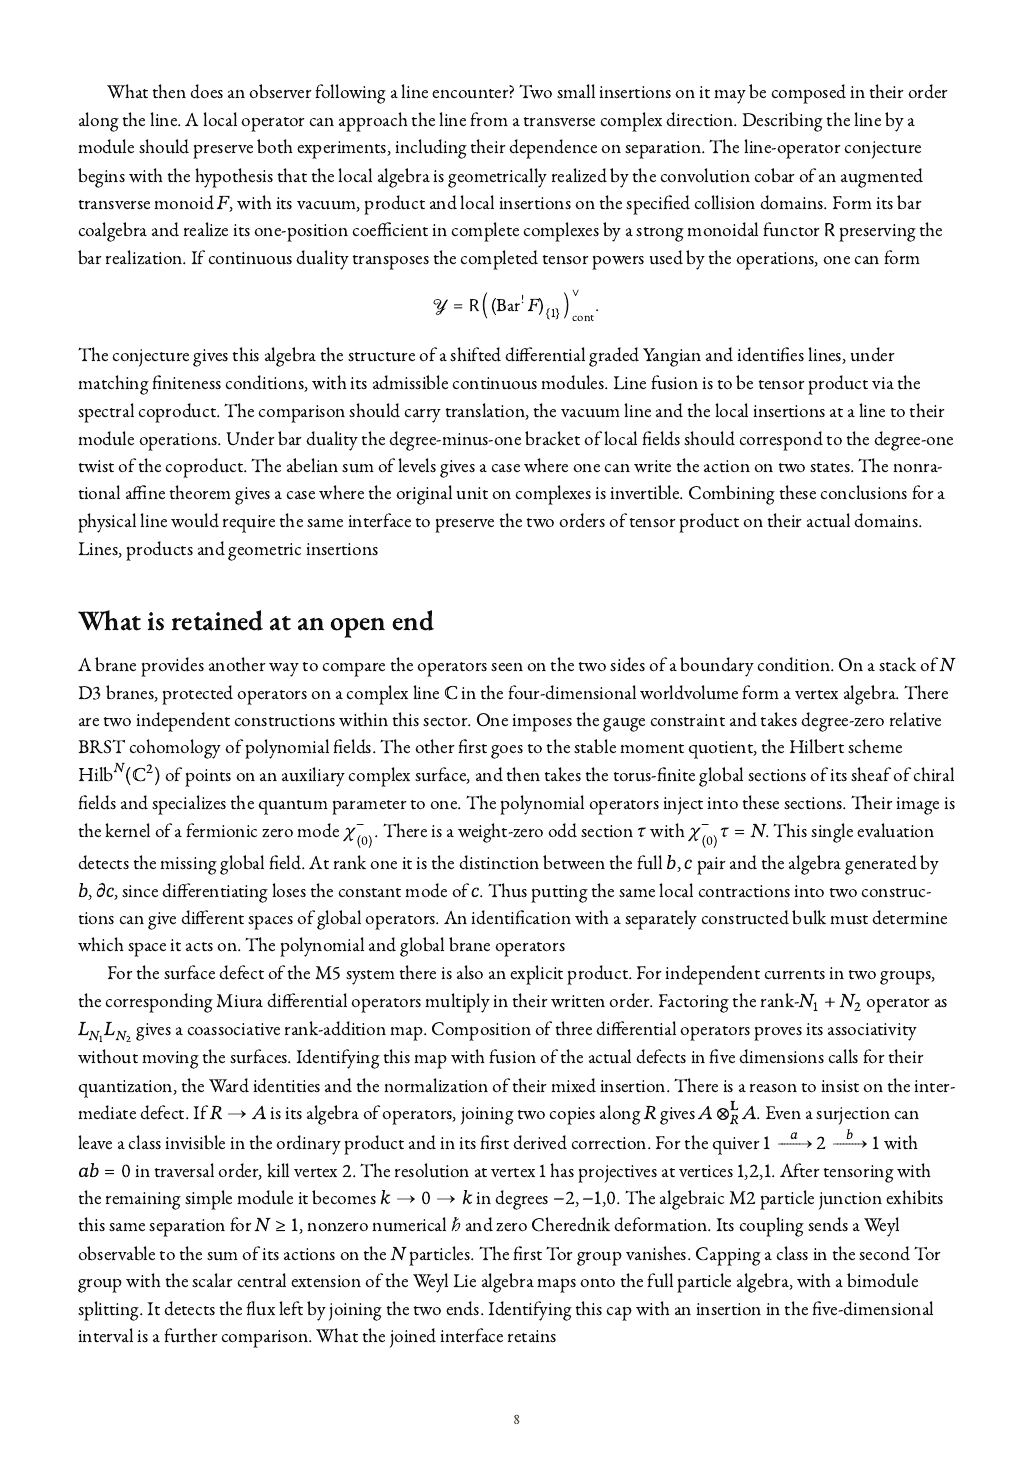 What then does an observer following a line encounter? Two small insertions on it may be composed in their order
along the line. A local operator can approach the line from a transverse complex direction. Describing the line by a
module should preserve both experiments, including their dependence on separation. The line-operator conjecture
begins with the hypothesis that the local algebra is geometrically realized by the convolution cobar of an augmented
transverse monoid F, with its vacuum, product and local insertions on the specified collision domains. Form its bar
coalgebra and realize its one-position coefficient in complete complexes by a strong monoidal functor R preserving the
bar realization. If continuous duality transposes the completed tensor powers used by the operations, one can form
𝒴 = R((Bar^! F)_{1})^∨_cont.
The conjecture gives this algebra the structure of a shifted differential graded Yangian and identifies lines, under
matching finiteness conditions, with its admissible continuous modules. Line fusion is to be tensor product via the
spectral coproduct. The comparison should carry translation, the vacuum line and the local insertions at a line to their
module operations. Under bar duality the degree-minus-one bracket of local fields should correspond to the degree-one
twist of the coproduct. The abelian sum of levels gives a case where one can write the action on two states. The nonra-
tional affine theorem gives a case where the original unit on complexes is invertible. Combining these conclusions for a
physical line would require the same interface to preserve the two orders of tensor product on their actual domains.
Lines, products and geometric insertions
What is retained at an open end
A brane provides another way to compare the operators seen on the two sides of a boundary condition. On a stack of N
D3 branes, protected operators on a complex line ℂ in the four-dimensional worldvolume form a vertex algebra. There
are two independent constructions within this sector. One imposes the gauge constraint and takes degree-zero relative
BRST cohomology of polynomial fields. The other first goes to the stable moment quotient, the Hilbert scheme
Hilb^N(ℂ²) of points on an auxiliary complex surface, and then takes the torus-finite global sections of its sheaf of chiral
fields and specializes the quantum parameter to one. The polynomial operators inject into these sections. Their image is
the kernel of a fermionic zero mode χ^−_(0). There is a weight-zero odd section τ with χ^−_(0) τ = N. This single evaluation
detects the missing global field. At rank one it is the distinction between the full b, c pair and the algebra generated by
b, ∂c, since differentiating loses the constant mode of c. Thus putting the same local contractions into two construc-
tions can give different spaces of global operators. An identification with a separately constructed bulk must determine
which space it acts on. The polynomial and global brane operators
For the surface defect of the M5 system there is also an explicit product. For independent currents in two groups,
the corresponding Miura differential operators multiply in their written order. Factoring the rank-N₁ + N₂ operator as
L_{N₁}L_{N₂} gives a coassociative rank-addition map. Composition of three differential operators proves its associativity
without moving the surfaces. Identifying this map with fusion of the actual defects in five dimensions calls for their
quantization, the Ward identities and the normalization of their mixed insertion. There is a reason to insist on the inter-
mediate defect. If R → A is its algebra of operators, joining two copies along R gives A ⊗^L_R A. Even a surjection can
leave a class invisible in the ordinary product and in its first derived correction. For the quiver 1 —a→ 2 —b→ 1 with
ab = 0 in traversal order, kill vertex 2. The resolution at vertex 1 has projectives at vertices 1,2,1. After tensoring with
the remaining simple module it becomes k → 0 → k in degrees −2, −1,0. The algebraic M2 particle junction exhibits
this same separation for N ≥ 1, nonzero numerical ℏ and zero Cherednik deformation. Its coupling sends a Weyl
observable to the sum of its actions on the N particles. The first Tor group vanishes. Capping a class in the second Tor
group with the scalar central extension of the Weyl Lie algebra maps onto the full particle algebra, with a bimodule
splitting. It detects the flux left by joining the two ends. Identifying this cap with an insertion in the five-dimensional
interval is a further comparison. What the joined interface retains
8